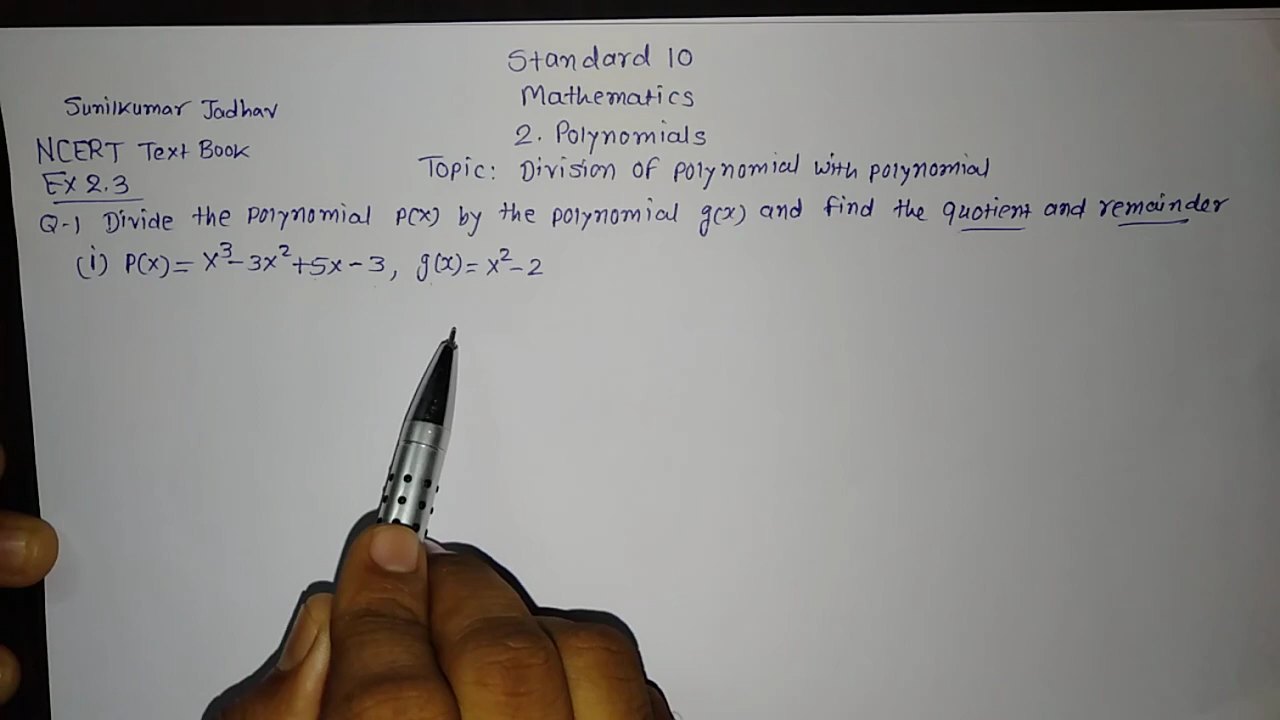 Standard 10
Mathematics
2. Polynomials
Sunilkumar Jadhav
NCERT Text Book
Topic: Division of polynomial with polynomial
Ex 2.3
Q-1 Divide the polynomial p(x) by the polynomial g(x) and find the quotient and remainder
(i) P(x) = x³ - 3x² + 5x - 3, g(x) = x² - 2